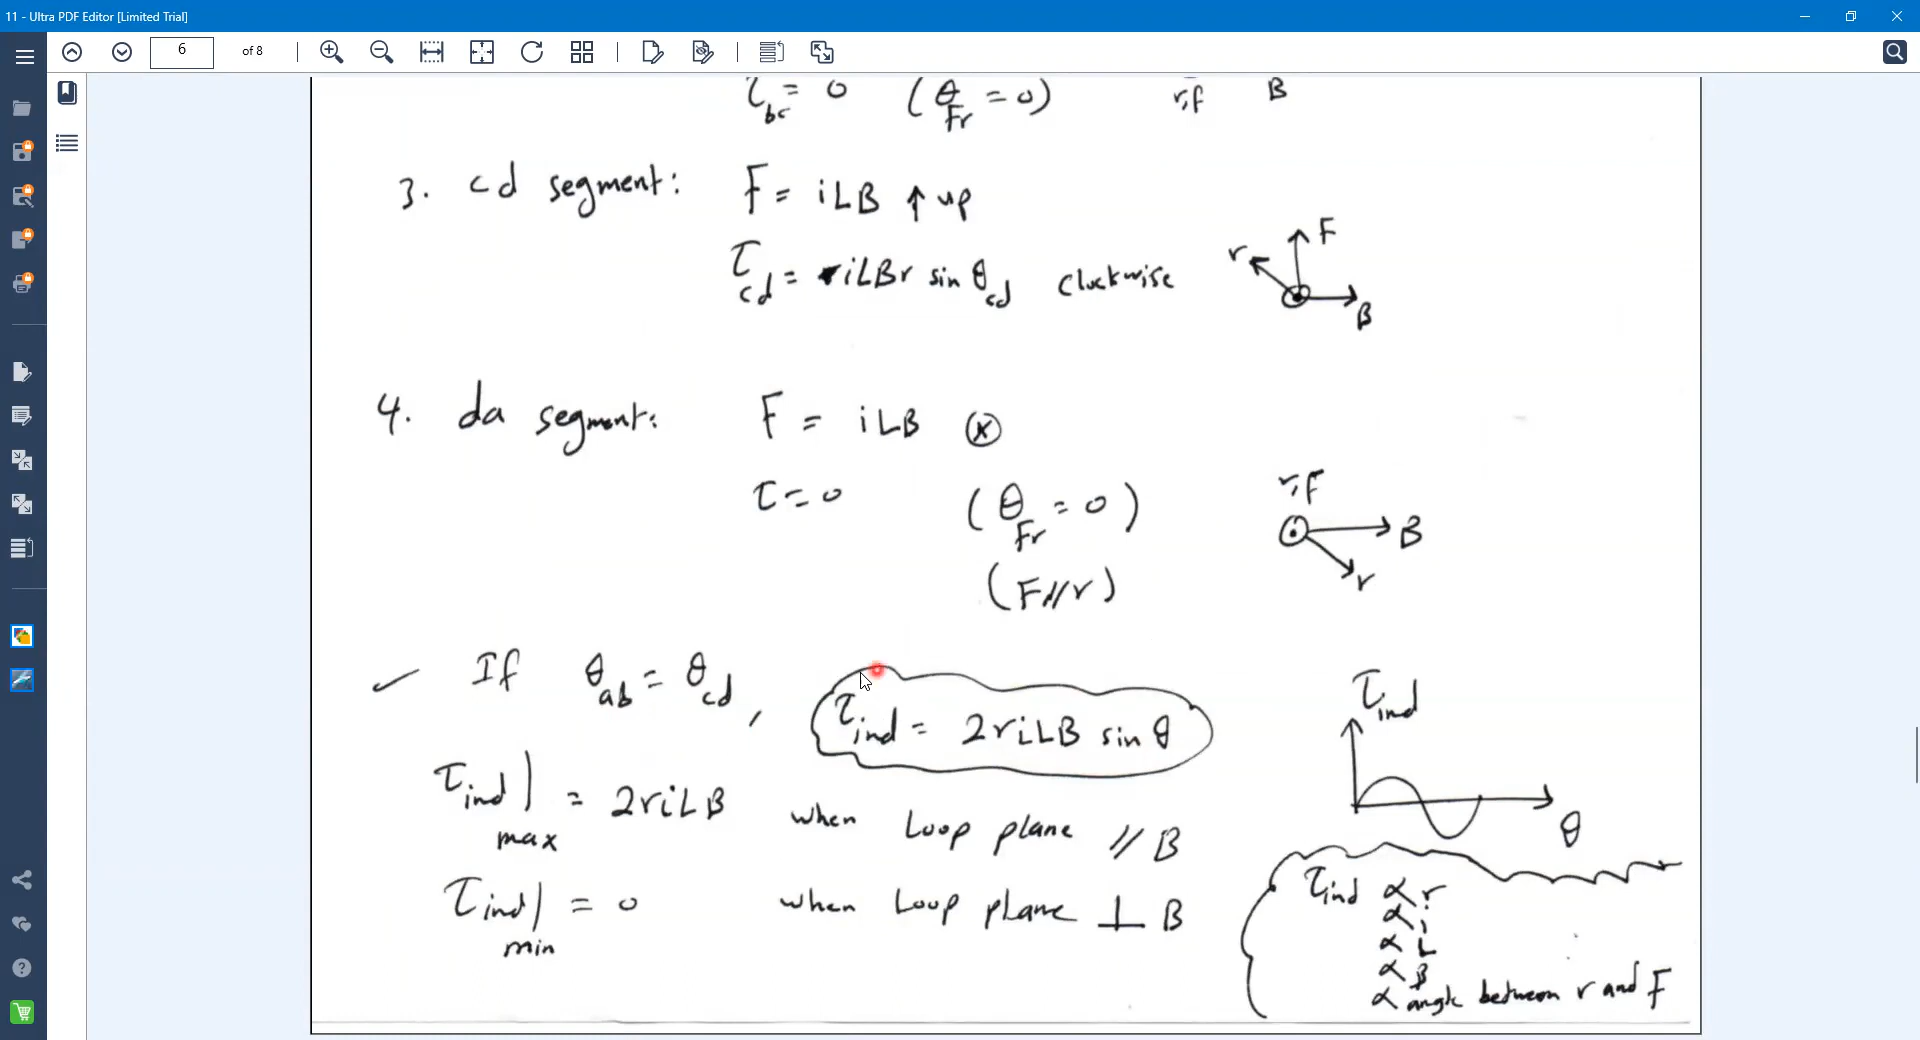 11 - Ultra PDF Editor [Limited Trial]
6 of 8
τbc = 0 (θFr = 0) r,f B
3. cd segment: F = iLB ↑ up
τcd = riLBr sin θcd clockwise
F
r
B
4. da segment: F = iLB ⊗
τ = 0 (θFr = 0)
(F//r)
r,F
B
r
✓ If θab = θcd, τind = 2riLB sin θ
τind
θ
τind|max = 2riLB when Loop plane // B
τind|min = 0 when Loop plane ⊥ B
τind α r
α i
α L
α B
α angle between r and F